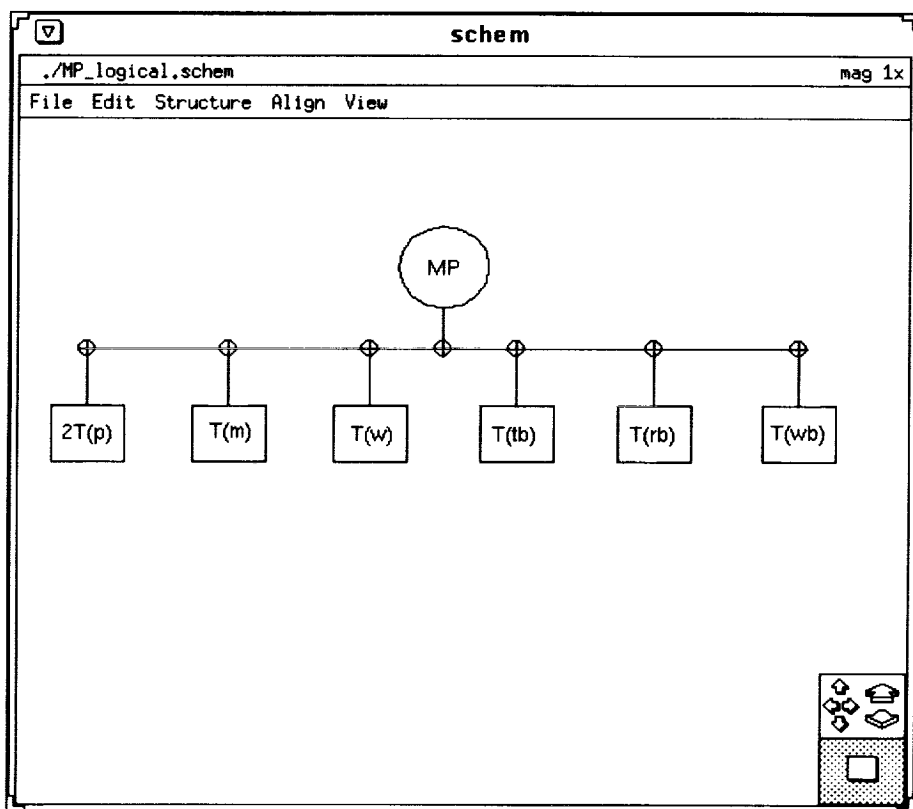 schem
./MP_logical.schem mag 1x
File Edit Structure Align View
MP
2T(p) T(m) T(w) T(tb) T(rb) T(wb)